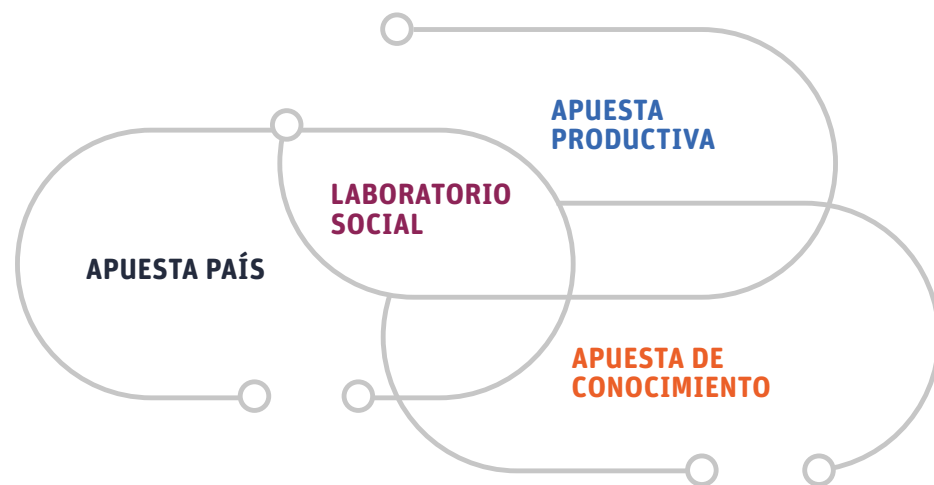 APUESTA
PRODUCTIVA
LABORATORIO
SOCIAL
APUESTA PAÍS
APUESTA DE
CONOCIMIENTO